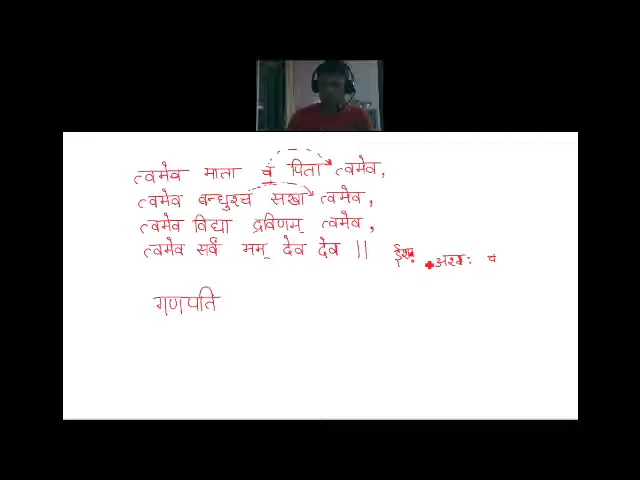 त्वमेव माता च पिता त्वमेव,
त्वमेव बन्धुश्च सखा त्वमेव,
त्वमेव विद्या द्रविणम् त्वमेव,
त्वमेव सर्वं मम् देव देव ||
गणपति